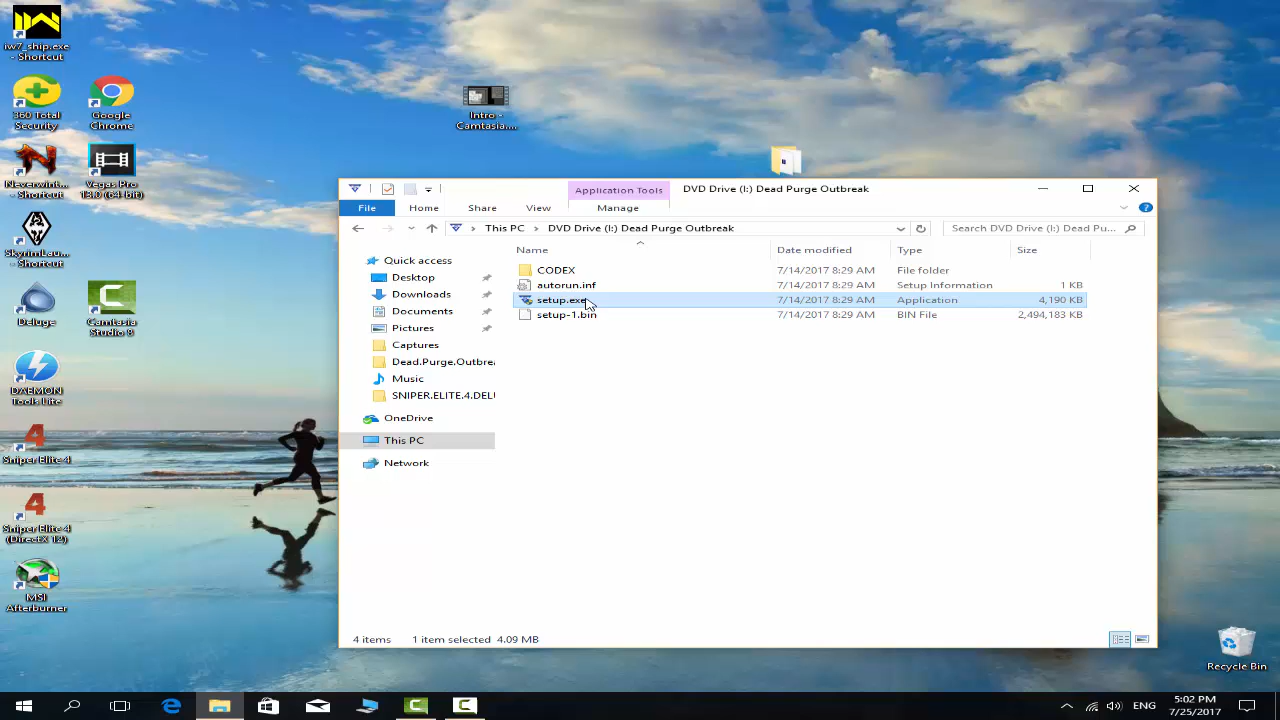 iw7_ship.exe
- Shortcut
360 Total
Security
Google
Chrome
Neverwint...
- Shortcut
Vegas Pro
13.0 (64-bit)
SkyrimLau...
- Shortcut
Deluge
Camtasia
Studio 8
DAEMON
Tools Lite
Sniper Elite 4
Sniper Elite 4
(DirectX 12)
MSI
Afterburner
Intro -
Camtasia....
Application Tools
DVD Drive (I:) Dead Purge Outbreak
File
Home
Share
View
Manage
This PC
DVD Drive (I:) Dead Purge Outbreak
Search DVD Drive (I:) Dead Pu...
Name
Date modified
Type
Size
CODEX
7/14/2017 8:29 AM
File folder
autorun.inf
7/14/2017 8:29 AM
Setup Information
1 KB
setup.exe
7/14/2017 8:29 AM
Application
4,190 KB
setup-1.bin
7/14/2017 8:29 AM
BIN File
2,494,183 KB
Quick access
Desktop
Downloads
Documents
Pictures
Captures
Dead.Purge.Outbrea
Music
SNIPER.ELITE.4.DELU
OneDrive
This PC
Network
4 items
1 item selected 4.09 MB
Recycle Bin
ENG
5:02 PM
7/25/2017